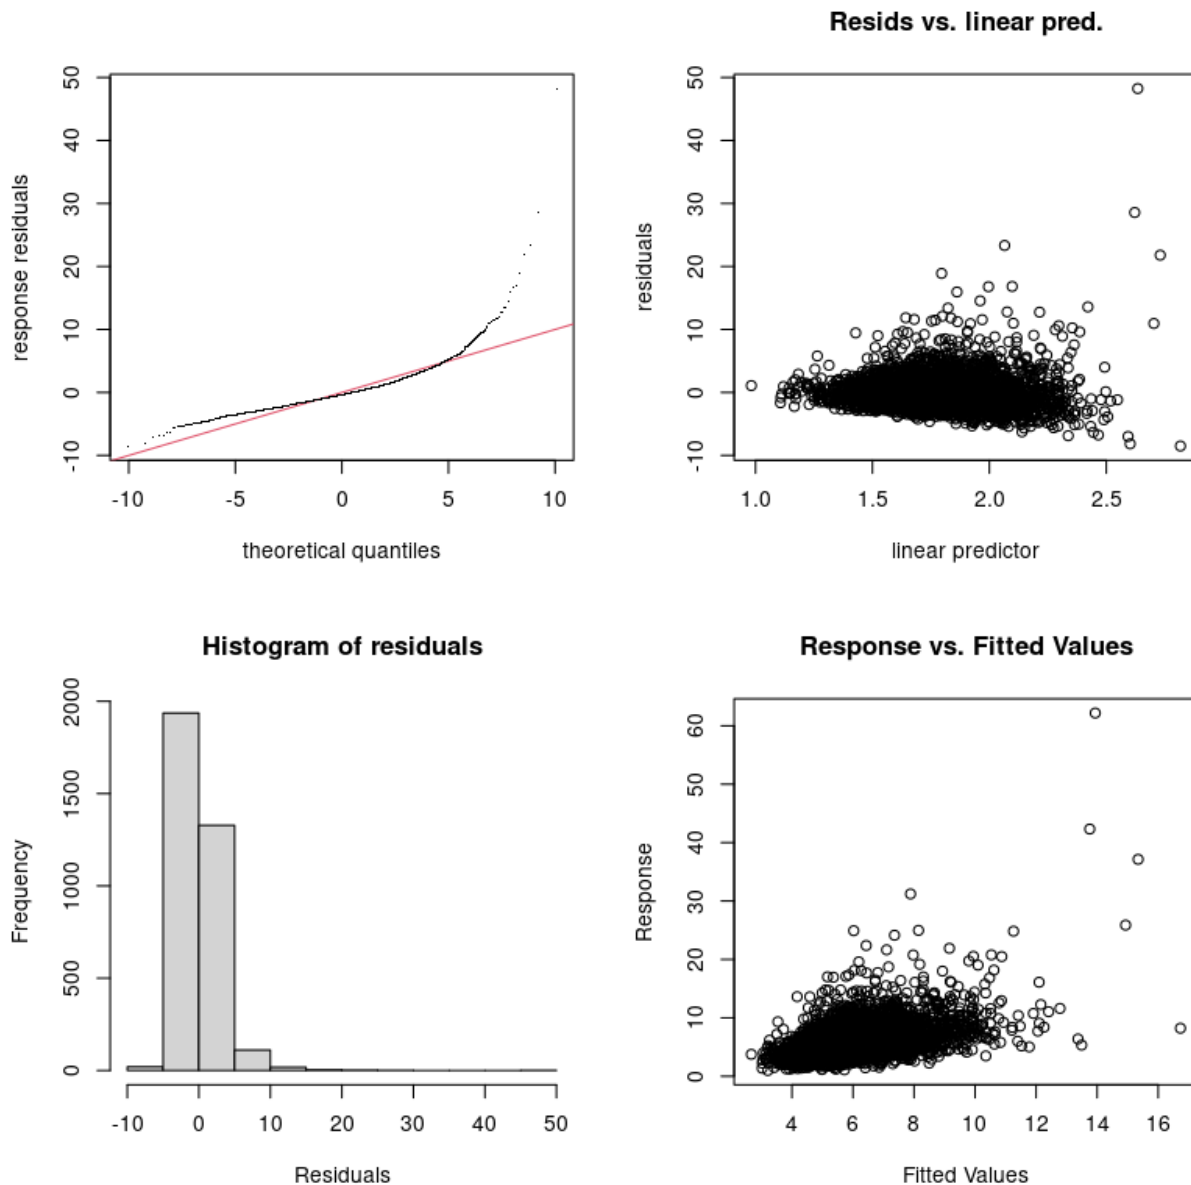 50
40
30
20
10
0
-10
response residuals
-10 -5 0 5 10
theoretical quantiles
Resids vs. linear pred.
50
40
30
20
10
0
-10
residuals
1.0 1.5 2.0 2.5
linear predictor
Histogram of residuals
2000
1500
1000
500
0
Frequency
-10 0 10 20 30 40 50
Residuals
Response vs. Fitted Values
60
50
40
30
20
10
0
Response
4 6 8 10 12 14 16
Fitted Values